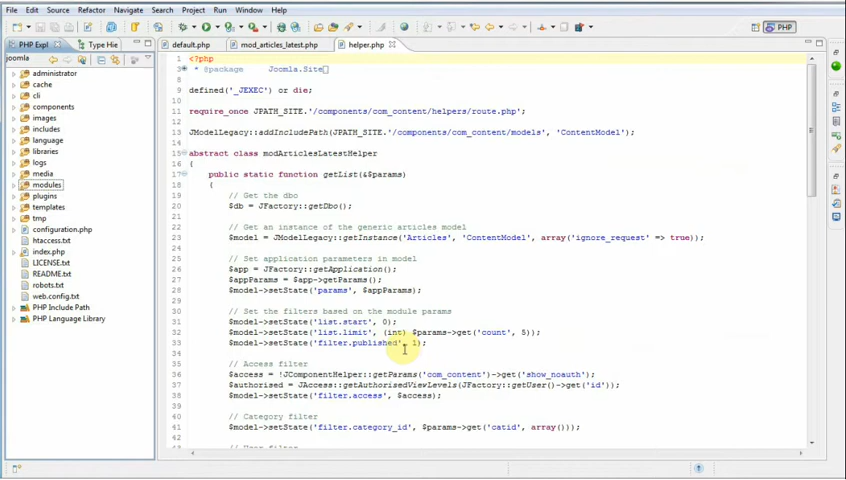 File Edit Source Refactor Navigate Search Project Run Window Help
PHP
PHP Expl
Type Hie
default.php
mod_articles_latest.php
helper.php
joomla
administrator
cache
cli
components
images
includes
language
libraries
logs
media
modules
plugins
templates
tmp
configuration.php
htaccess.txt
index.php
LICENSE.txt
README.txt
robots.txt
web.config.txt
PHP Include Path
PHP Language Library
1 <?php
3 * @package Joomla.Site
8
9 defined('_JEXEC') or die;
10
11 require_once JPATH_SITE.'/components/com_content/helpers/route.php';
12
13 JModelLegacy::addIncludePath(JPATH_SITE.'/components/com_content/models', 'ContentModel');
14
15 abstract class modArticlesLatestHelper
16 {
17 public static function getList(&$params)
18 {
19 // Get the dbo
20 $db = JFactory::getDbo();
21
22 // Get an instance of the generic articles model
23 $model = JModelLegacy::getInstance('Articles', 'ContentModel', array('ignore_request' => true));
24
25 // Set application parameters in model
26 $app = JFactory::getApplication();
27 $appParams = $app->getParams();
28 $model->setState('params', $appParams);
29
30 // Set the filters based on the module params
31 $model->setState('list.start', 0);
32 $model->setState('list.limit', (int) $params->get('count', 5));
33 $model->setState('filter.published', 1);
34
35 // Access filter
36 $access = !JComponentHelper::getParams('com_content')->get('show_noauth');
37 $authorised = JAccess::getAuthorisedViewLevels(JFactory::getUser()->get('id'));
38 $model->setState('filter.access', $access);
39
40 // Category filter
41 $model->setState('filter.category_id', $params->get('catid', array()));
42